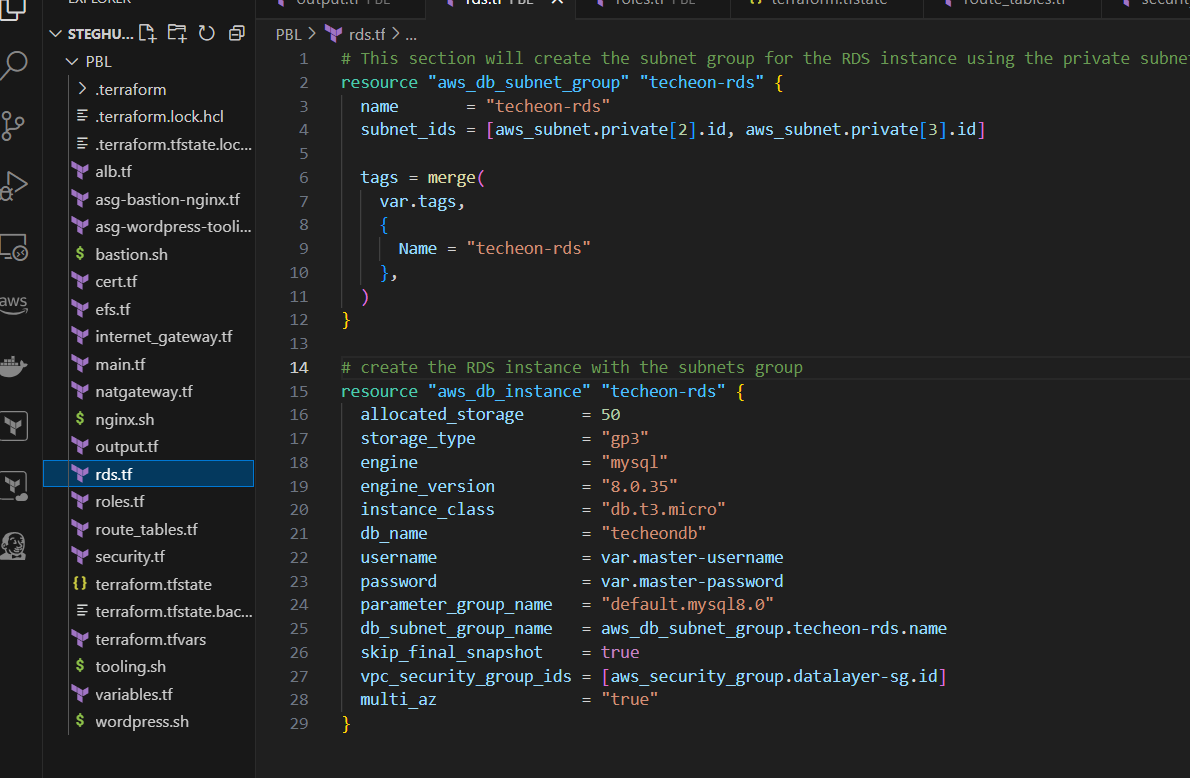 EXPLORER
output.tf PBL
rds.tf PBL
roles.tf PBL
terraform.tfstate
route_tables.tf
STEGHU...
PBL
.terraform
.terraform.lock.hcl
.terraform.tfstate.loc...
alb.tf
asg-bastion-nginx.tf
asg-wordpress-tooli...
$ bastion.sh
cert.tf
efs.tf
internet_gateway.tf
main.tf
natgateway.tf
$ nginx.sh
output.tf
rds.tf
roles.tf
route_tables.tf
security.tf
{} terraform.tfstate
terraform.tfstate.bac...
terraform.tfvars
$ tooling.sh
variables.tf
$ wordpress.sh
aws
PBL > rds.tf > ...
1 # This section will create the subnet group for the RDS instance using the private subne
2 resource "aws_db_subnet_group" "techeon-rds" {
3   name       = "techeon-rds"
4   subnet_ids = [aws_subnet.private[2].id, aws_subnet.private[3].id]
5
6   tags = merge(
7     var.tags,
8     {
9       Name = "techeon-rds"
10     },
11   )
12 }
13
14 # create the RDS instance with the subnets group
15 resource "aws_db_instance" "techeon-rds" {
16   allocated_storage      = 50
17   storage_type           = "gp3"
18   engine                 = "mysql"
19   engine_version         = "8.0.35"
20   instance_class         = "db.t3.micro"
21   db_name                = "techeondb"
22   username               = var.master-username
23   password               = var.master-password
24   parameter_group_name   = "default.mysql8.0"
25   db_subnet_group_name   = aws_db_subnet_group.techeon-rds.name
26   skip_final_snapshot    = true
27   vpc_security_group_ids = [aws_security_group.datalayer-sg.id]
28   multi_az               = "true"
29 }